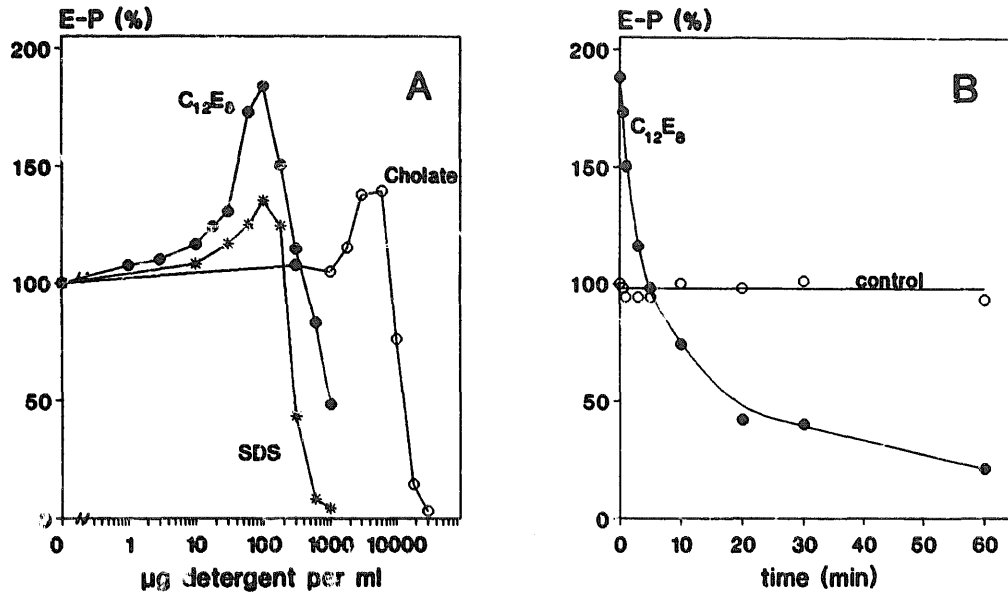 E-P (%)
A
200
150
100
50
0
C12E8
Cholate
SDS
0 1 10 100 1000 10000
µg detergent per ml
E-P (%)
B
200
150
100
50
0
C12E8
control
0 10 20 30 40 50 60
time (min)